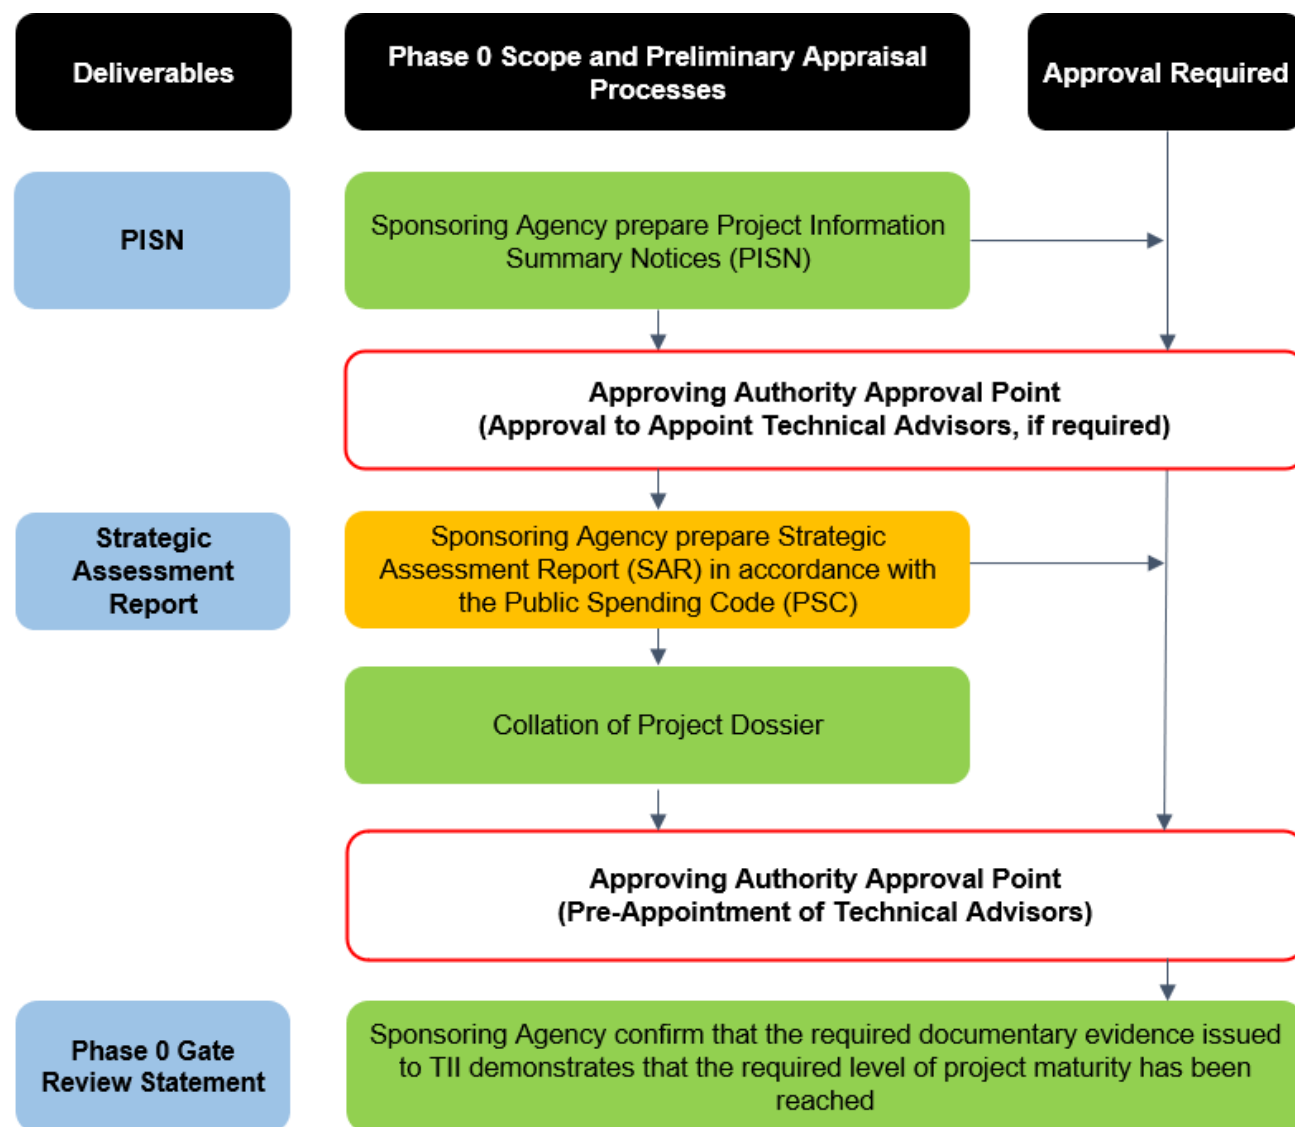 Deliverables
Phase 0 Scope and Preliminary Appraisal
Processes
Approval Required
PISN
Sponsoring Agency prepare Project Information
Summary Notices (PISN)
Approving Authority Approval Point
(Approval to Appoint Technical Advisors, if required)
Strategic
Assessment
Report
Sponsoring Agency prepare Strategic
Assessment Report (SAR) in accordance with
the Public Spending Code (PSC)
Collation of Project Dossier
Approving Authority Approval Point
(Pre-Appointment of Technical Advisors)
Phase 0 Gate
Review Statement
Sponsoring Agency confirm that the required documentary evidence issued
to TII demonstrates that the required level of project maturity has been
reached